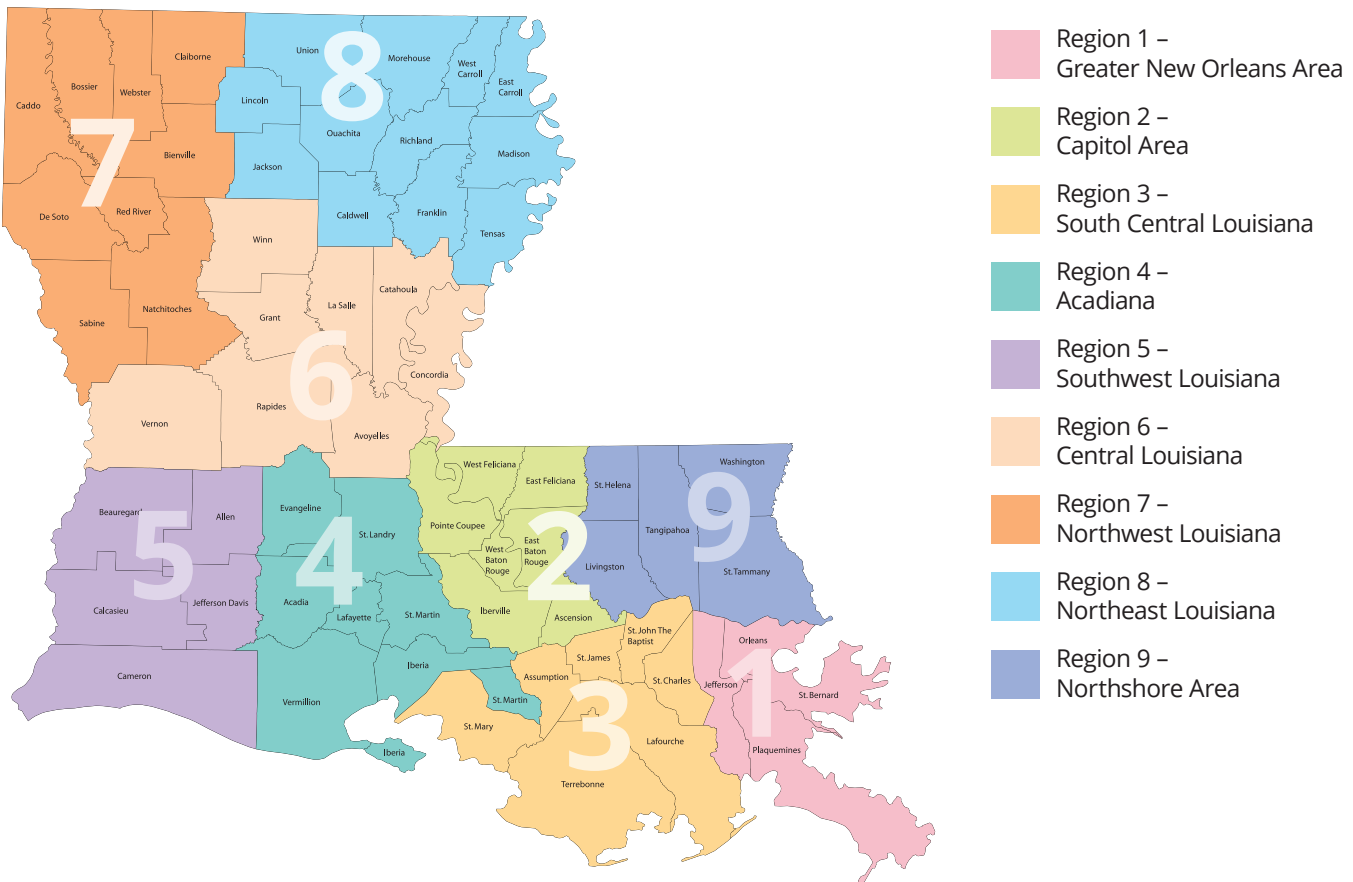 Union
Morehouse
West
Carroll
East
Carroll
Claiborne
Bossier
Webster
Caddo
Lincoln
8
Ouachita
Richland
Madison
7
Bienville
Jackson
De Soto
Red River
Caldwell
Franklin
Tensas
Winn
Catahoula
La Salle
Natchitoches
Grant
Sabine
6
Concordia
Rapides
Vernon
Avoyelles
West Feliciana
East Feliciana
St. Helena
Washington
Beauregard
Allen
Evangeline
St. Landry
Pointe Coupee
Tangipahoa
9
5
4
West
Baton
Rouge
East
Baton
Rouge
2
Livingston
St. Tammany
Calcasieu
Jefferson Davis
Acadia
Lafayette
St. Martin
Iberville
Ascension
St. John The
Baptist
Orleans
St. James
Cameron
Iberia
Assumption
St. Charles
Jefferson
1
St. Bernard
Vermillion
St. Martin
St. Mary
3
Lafourche
Plaquemines
Iberia
Terrebonne
Region 1 –
Greater New Orleans Area
Region 2 –
Capitol Area
Region 3 –
South Central Louisiana
Region 4 –
Acadiana
Region 5 –
Southwest Louisiana
Region 6 –
Central Louisiana
Region 7 –
Northwest Louisiana
Region 8 –
Northeast Louisiana
Region 9 –
Northshore Area